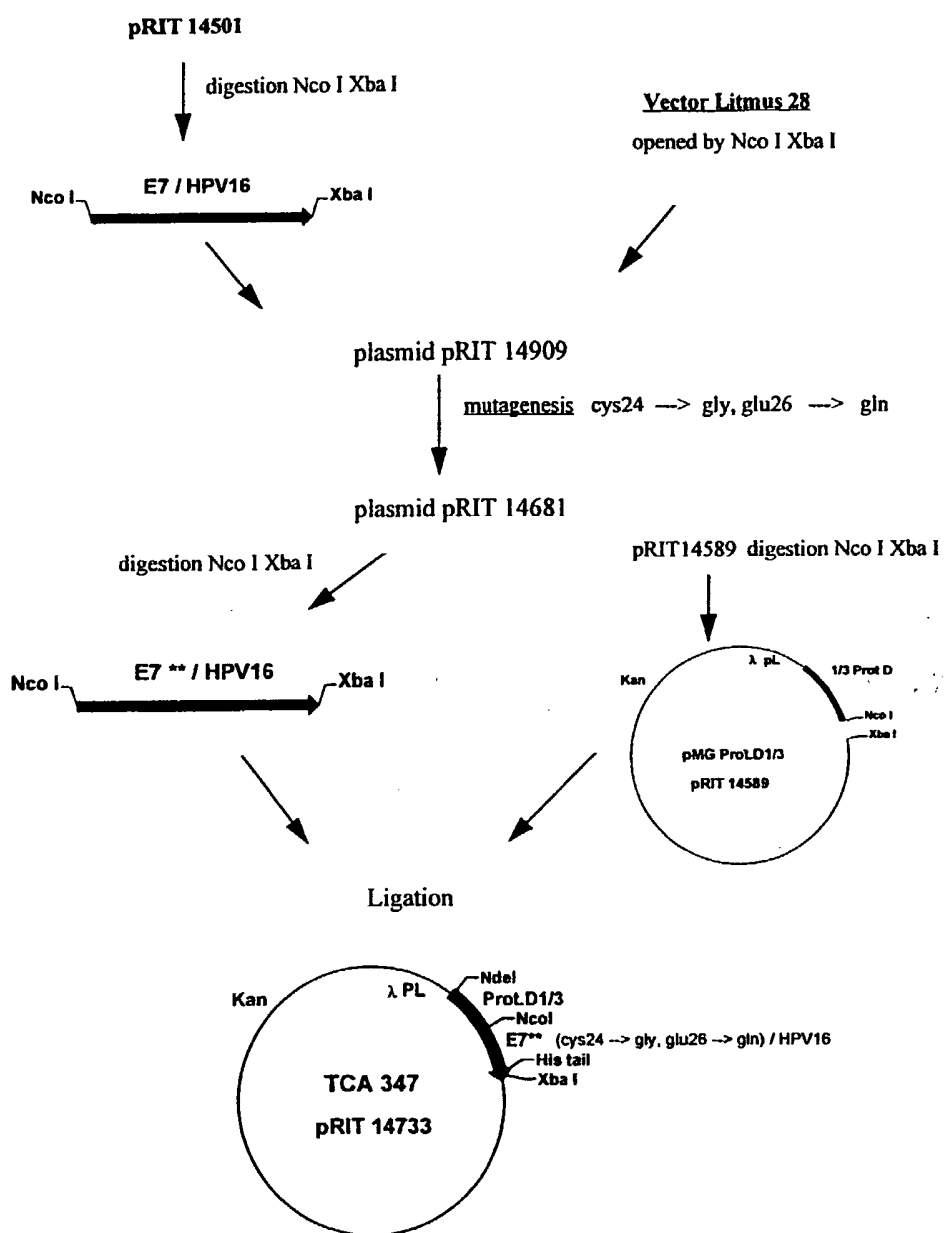 pRIT 14501
digestion Nco I Xba I
Vector Litmus 28
opened by Nco I Xba I
E7 / HPV16
Nco I
Xba I
plasmid pRIT 14909
mutagenesis cys24 —> gly, glu26 —> gln
plasmid pRIT 14681
digestion Nco I Xba I
pRIT14589 digestion Nco I Xba I
E7 ** / HPV16
Nco I
Xba I
Kan
λ pL
1/3 Prot D
Nco I
Xba I
pMG Prot.D1/3
pRIT 14589
Ligation
Kan
λ PL
NdeI
Prot.D1/3
NcoI
E7** (cys24 --> gly, glu26 --> gln) / HPV16
His tail
Xba I
TCA 347
pRIT 14733